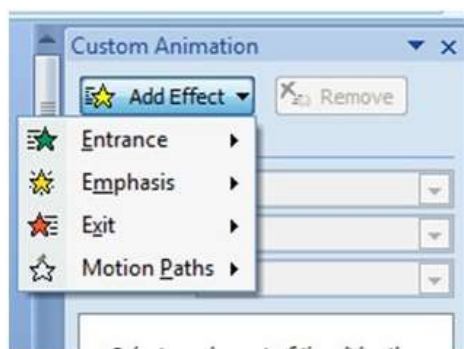 Custom Animation
Add Effect
Remove
Entrance
Emphasis
Exit
Motion Paths